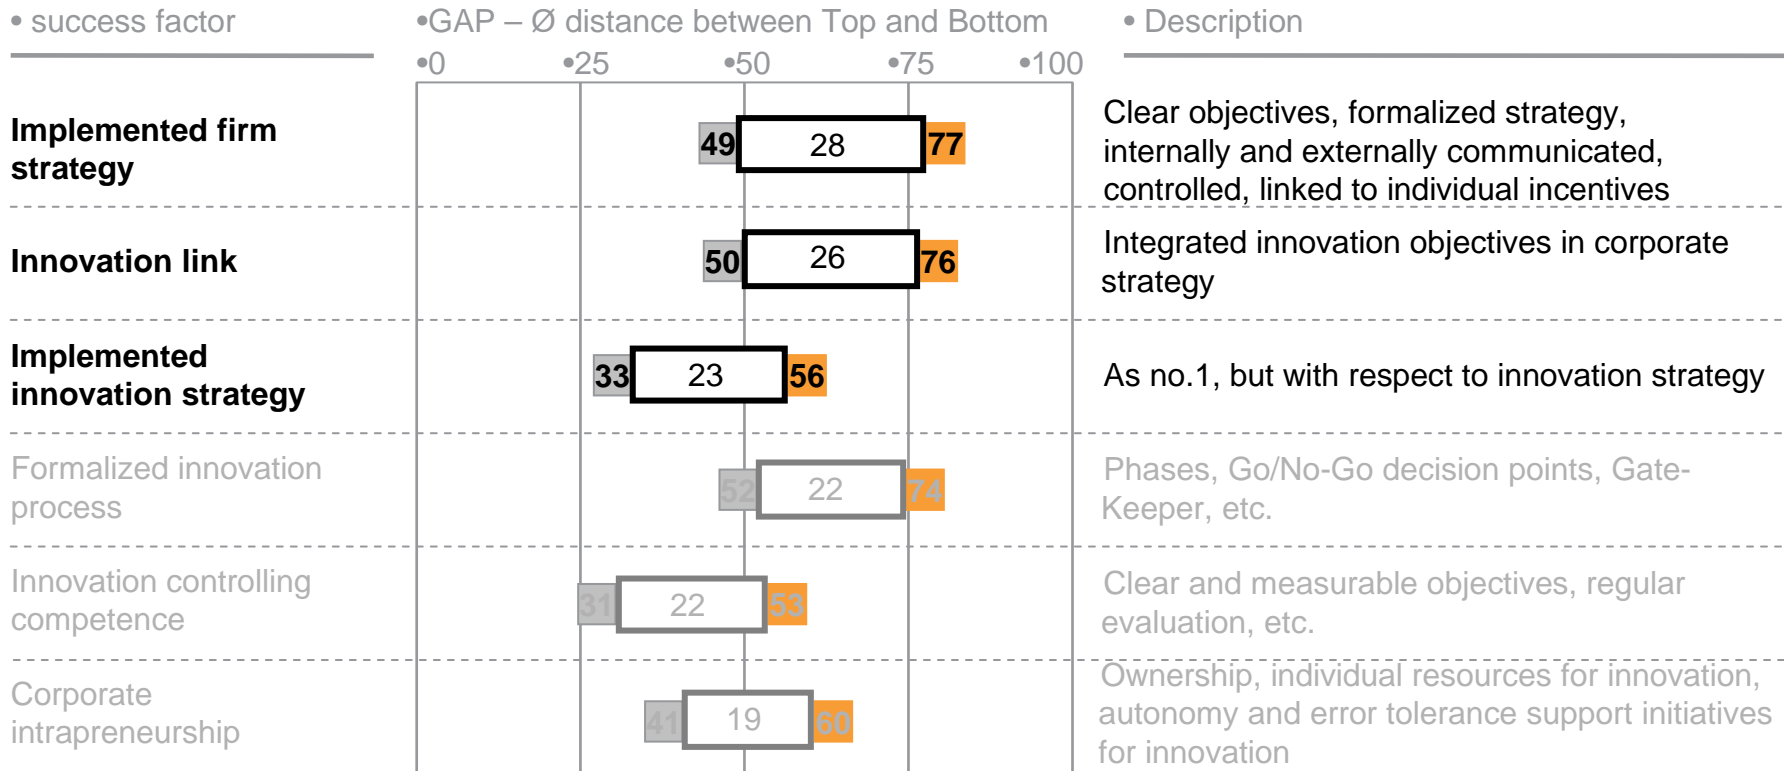 • success factor
•GAP – Ø distance between Top and Bottom
• Description
•0 •25 •50 •75 •100
Implemented firm
strategy
49 28 77
Clear objectives, formalized strategy,
internally and externally communicated,
controlled, linked to individual incentives
Innovation link
50 26 76
Integrated innovation objectives in corporate
strategy
Implemented
innovation strategy
33 23 56
As no.1, but with respect to innovation strategy
Formalized innovation
process
52 22 74
Phases, Go/No-Go decision points, Gate-
Keeper, etc.
Innovation controlling
competence
31 22 53
Clear and measurable objectives, regular
evaluation, etc.
Corporate
intrapreneurship
41 19 60
Ownership, individual resources for innovation,
autonomy and error tolerance support initiatives
for innovation